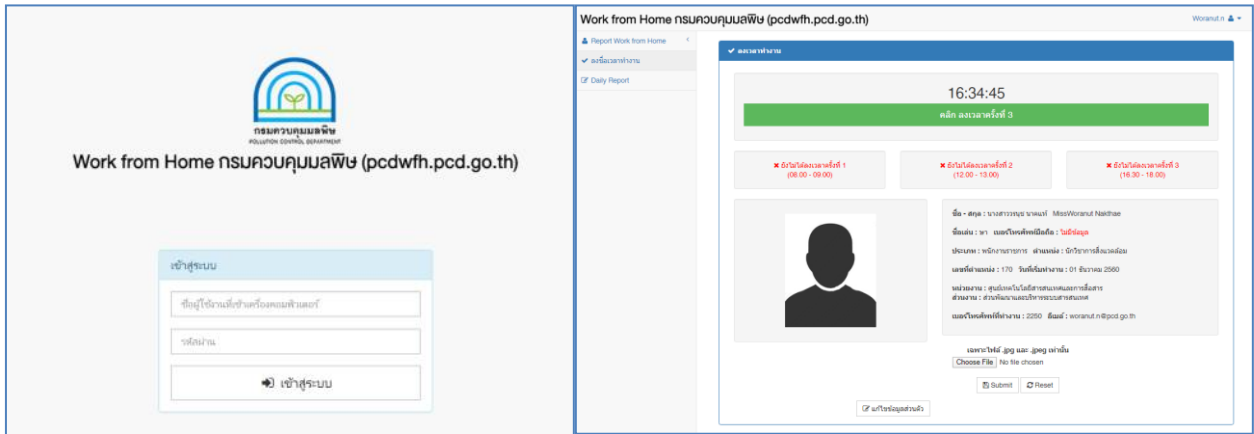 กรมควบคุมมลพิษ
POLLUTION CONTROL DEPARTMENT
Work from Home กรมควบคุมมลพิษ (pcdwfh.pcd.go.th)
เข้าสู่ระบบ
ชื่อผู้ใช้งานที่เข้าเครื่องคอมพิวเตอร์
รหัสผ่าน
เข้าสู่ระบบ
Work from Home กรมควบคุมมลพิษ (pcdwfh.pcd.go.th)
Woranut.n
Report Work from Home
ลงชื่อเวลาทำงาน
Daily Report
ลงเวลาทำงาน
16:34:45
คลิก ลงเวลาครั้งที่ 3
ยังไม่ได้ลงเวลาครั้งที่ 1
(08.00 - 09.00)
ยังไม่ได้ลงเวลาครั้งที่ 2
(12.00 - 13.00)
ยังไม่ได้ลงเวลาครั้งที่ 3
(16.30 - 18.00)
ชื่อ - สกุล : นางสาววรนุช นาคแท้ MissWoranut Nakthae
ชื่อเล่น : นา เบอร์โทรศัพท์มือถือ : ไม่มีข้อมูล
ประเภท : พนักงานราชการ ตำแหน่ง : นักวิชาการสิ่งแวดล้อม
เลขที่ตำแหน่ง : 170 วันที่เริ่มทำงาน : 01 ธันวาคม 2560
หน่วยงาน : ศูนย์เทคโนโลยีสารสนเทศและการสื่อสาร
ส่วนงาน : ส่วนพัฒนาและบริหารระบบสารสนเทศ
เบอร์โทรศัพท์ที่ทำงาน : 2250 อีเมล์ : woranut.n@pcd.go.th
เฉพาะไฟล์ .jpg และ .jpeg เท่านั้น
Choose File No file chosen
Submit Reset
แก้ไขข้อมูลส่วนตัว